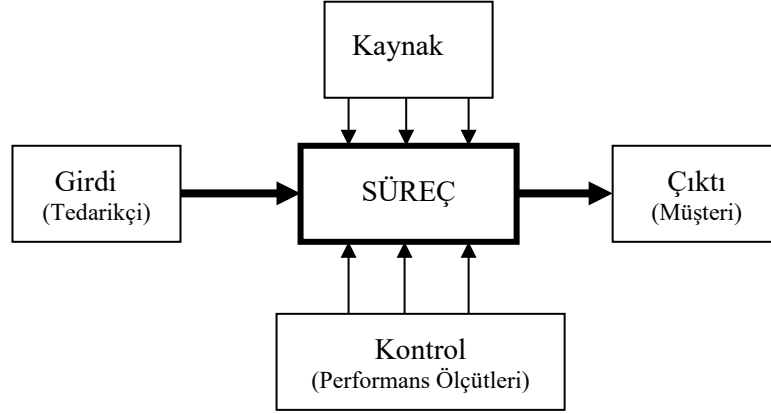 Kaynak
Girdi
(Tedarikçi)
SÜREÇ
Çıktı
(Müşteri)
Kontrol
(Performans Ölçütleri)